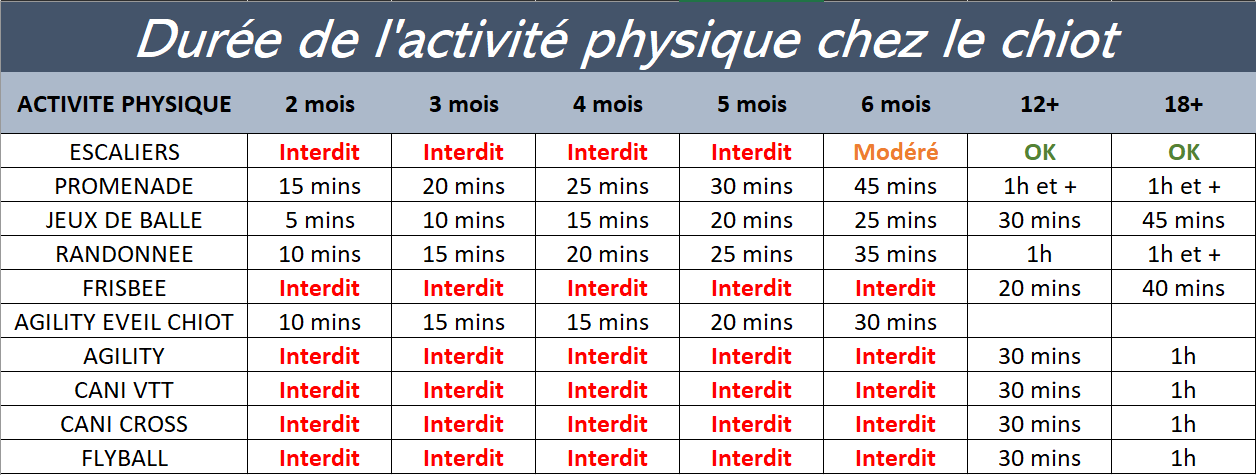 Durée de l'activité physique chez le chiot
ACTIVITE PHYSIQUE 2 mois 3 mois 4 mois 5 mois 6 mois 12+ 18+
ESCALIERS Interdit Interdit Interdit Interdit Modéré OK OK
PROMENADE 15 mins 20 mins 25 mins 30 mins 45 mins 1h et + 1h et +
JEUX DE BALLE 5 mins 10 mins 15 mins 20 mins 25 mins 30 mins 45 mins
RANDONNEE 10 mins 15 mins 20 mins 25 mins 35 mins 1h 1h et +
FRISBEE Interdit Interdit Interdit Interdit Interdit 20 mins 40 mins
AGILITY EVEIL CHIOT 10 mins 15 mins 15 mins 20 mins 30 mins
AGILITY Interdit Interdit Interdit Interdit Interdit 30 mins 1h
CANI VTT Interdit Interdit Interdit Interdit Interdit 30 mins 1h
CANI CROSS Interdit Interdit Interdit Interdit Interdit 30 mins 1h
FLYBALL Interdit Interdit Interdit Interdit Interdit 30 mins 1h